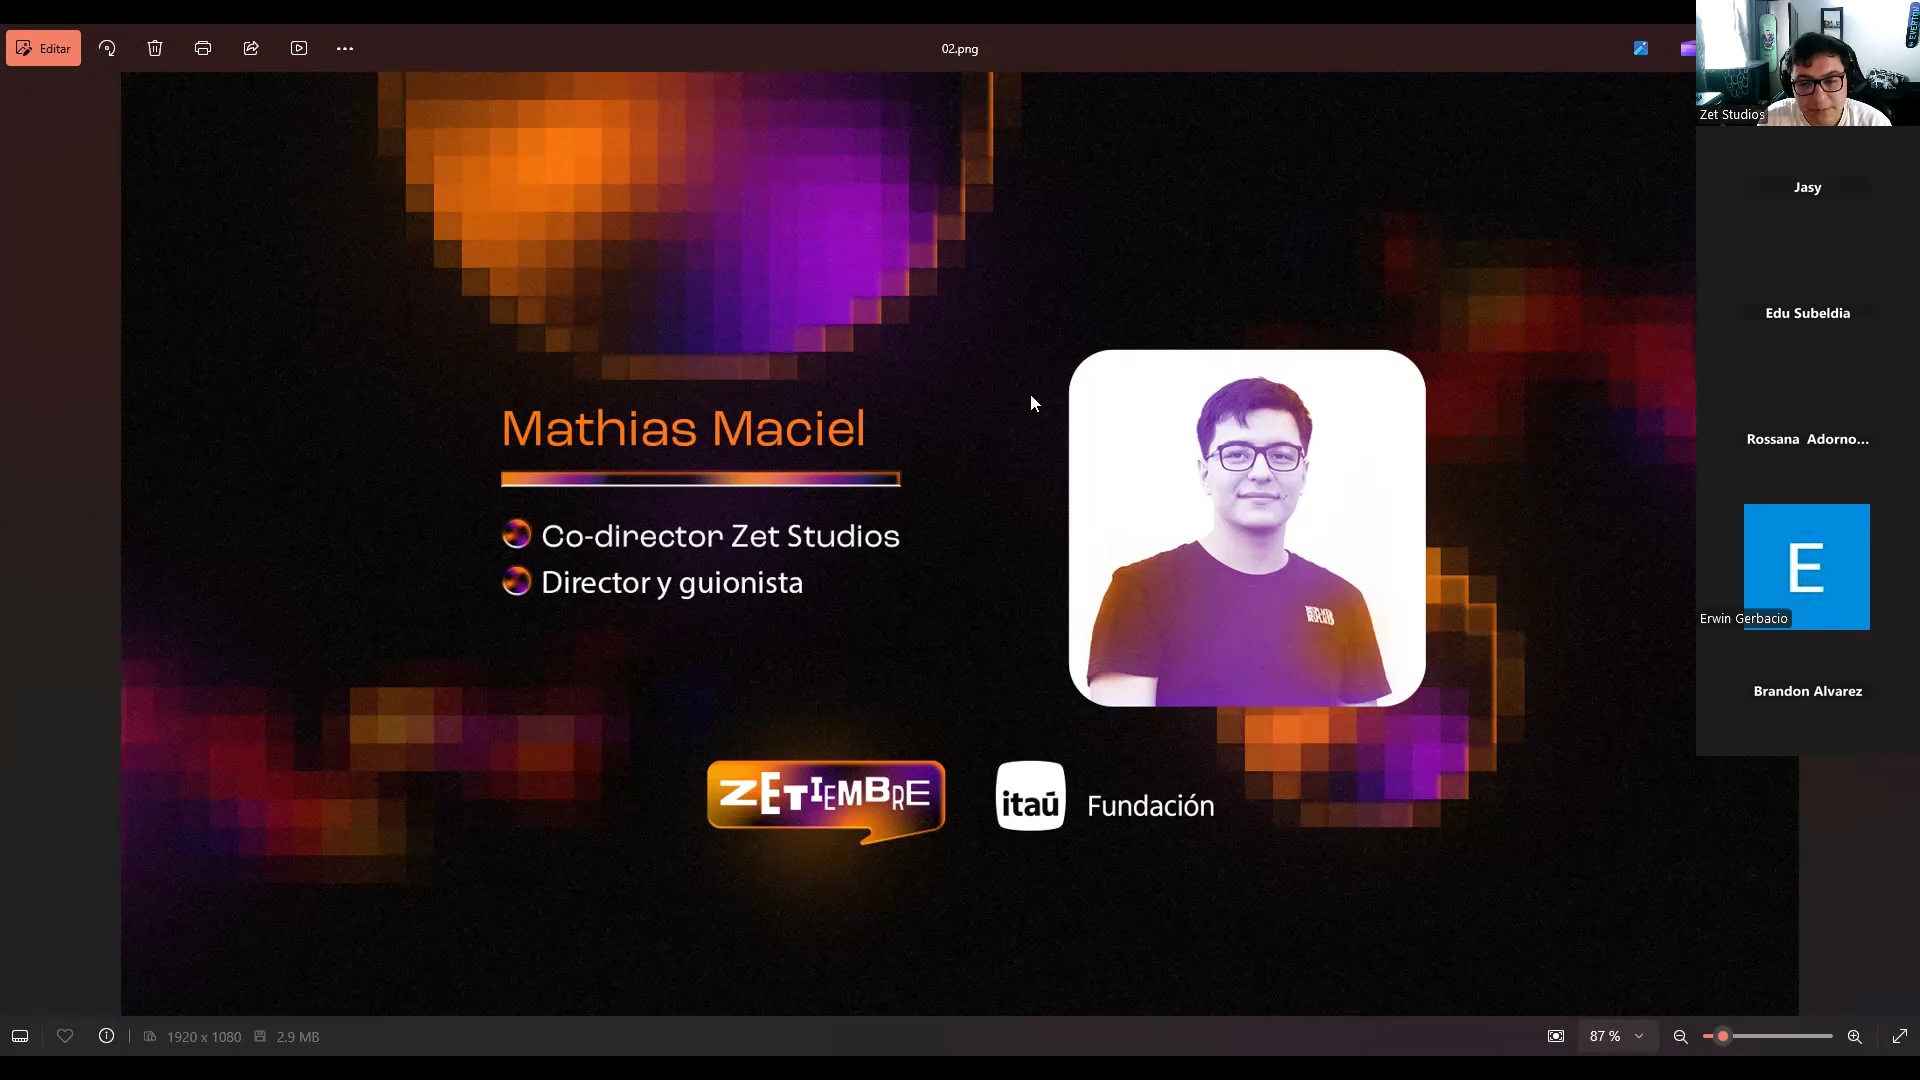 Editar
02.png
Zet Studios
Jasy
Edu Subeldia
Rossana Adorno...
E
Erwin Gerbacio
Brandon Alvarez
Mathias Maciel
Co-director Zet Studios
Director y guionista
ZETIEMBRE
itaú Fundación
1920 x 1080
2.9 MB
87 %